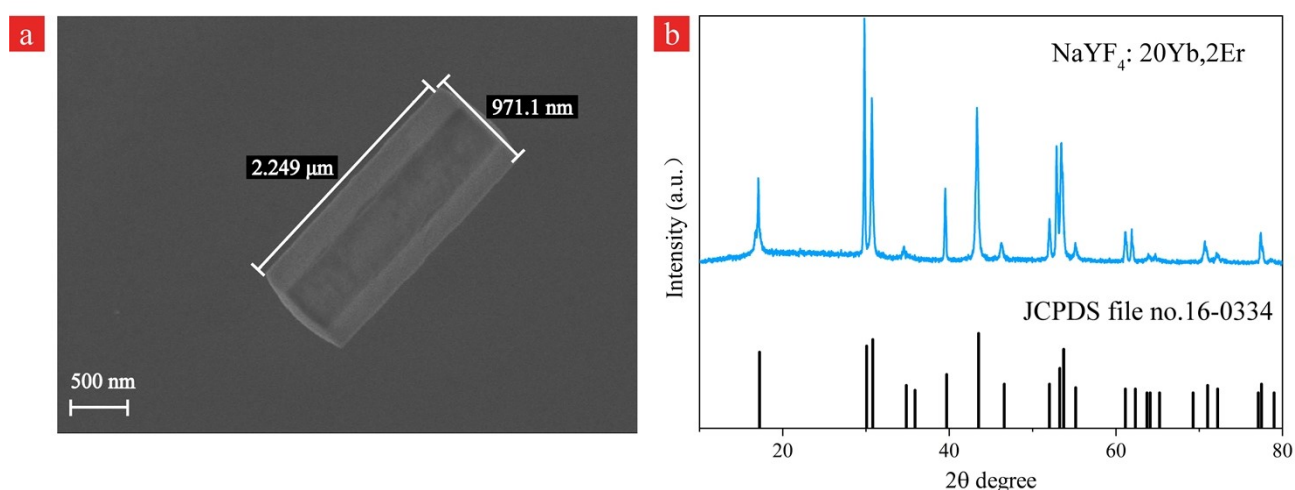 a
971.1 nm
2.249 μm
500 nm
b
NaYF₄: 20Yb,2Er
Intensity (a.u.）
JCPDS file no.16-0334
20
40
60
80
2θ degree